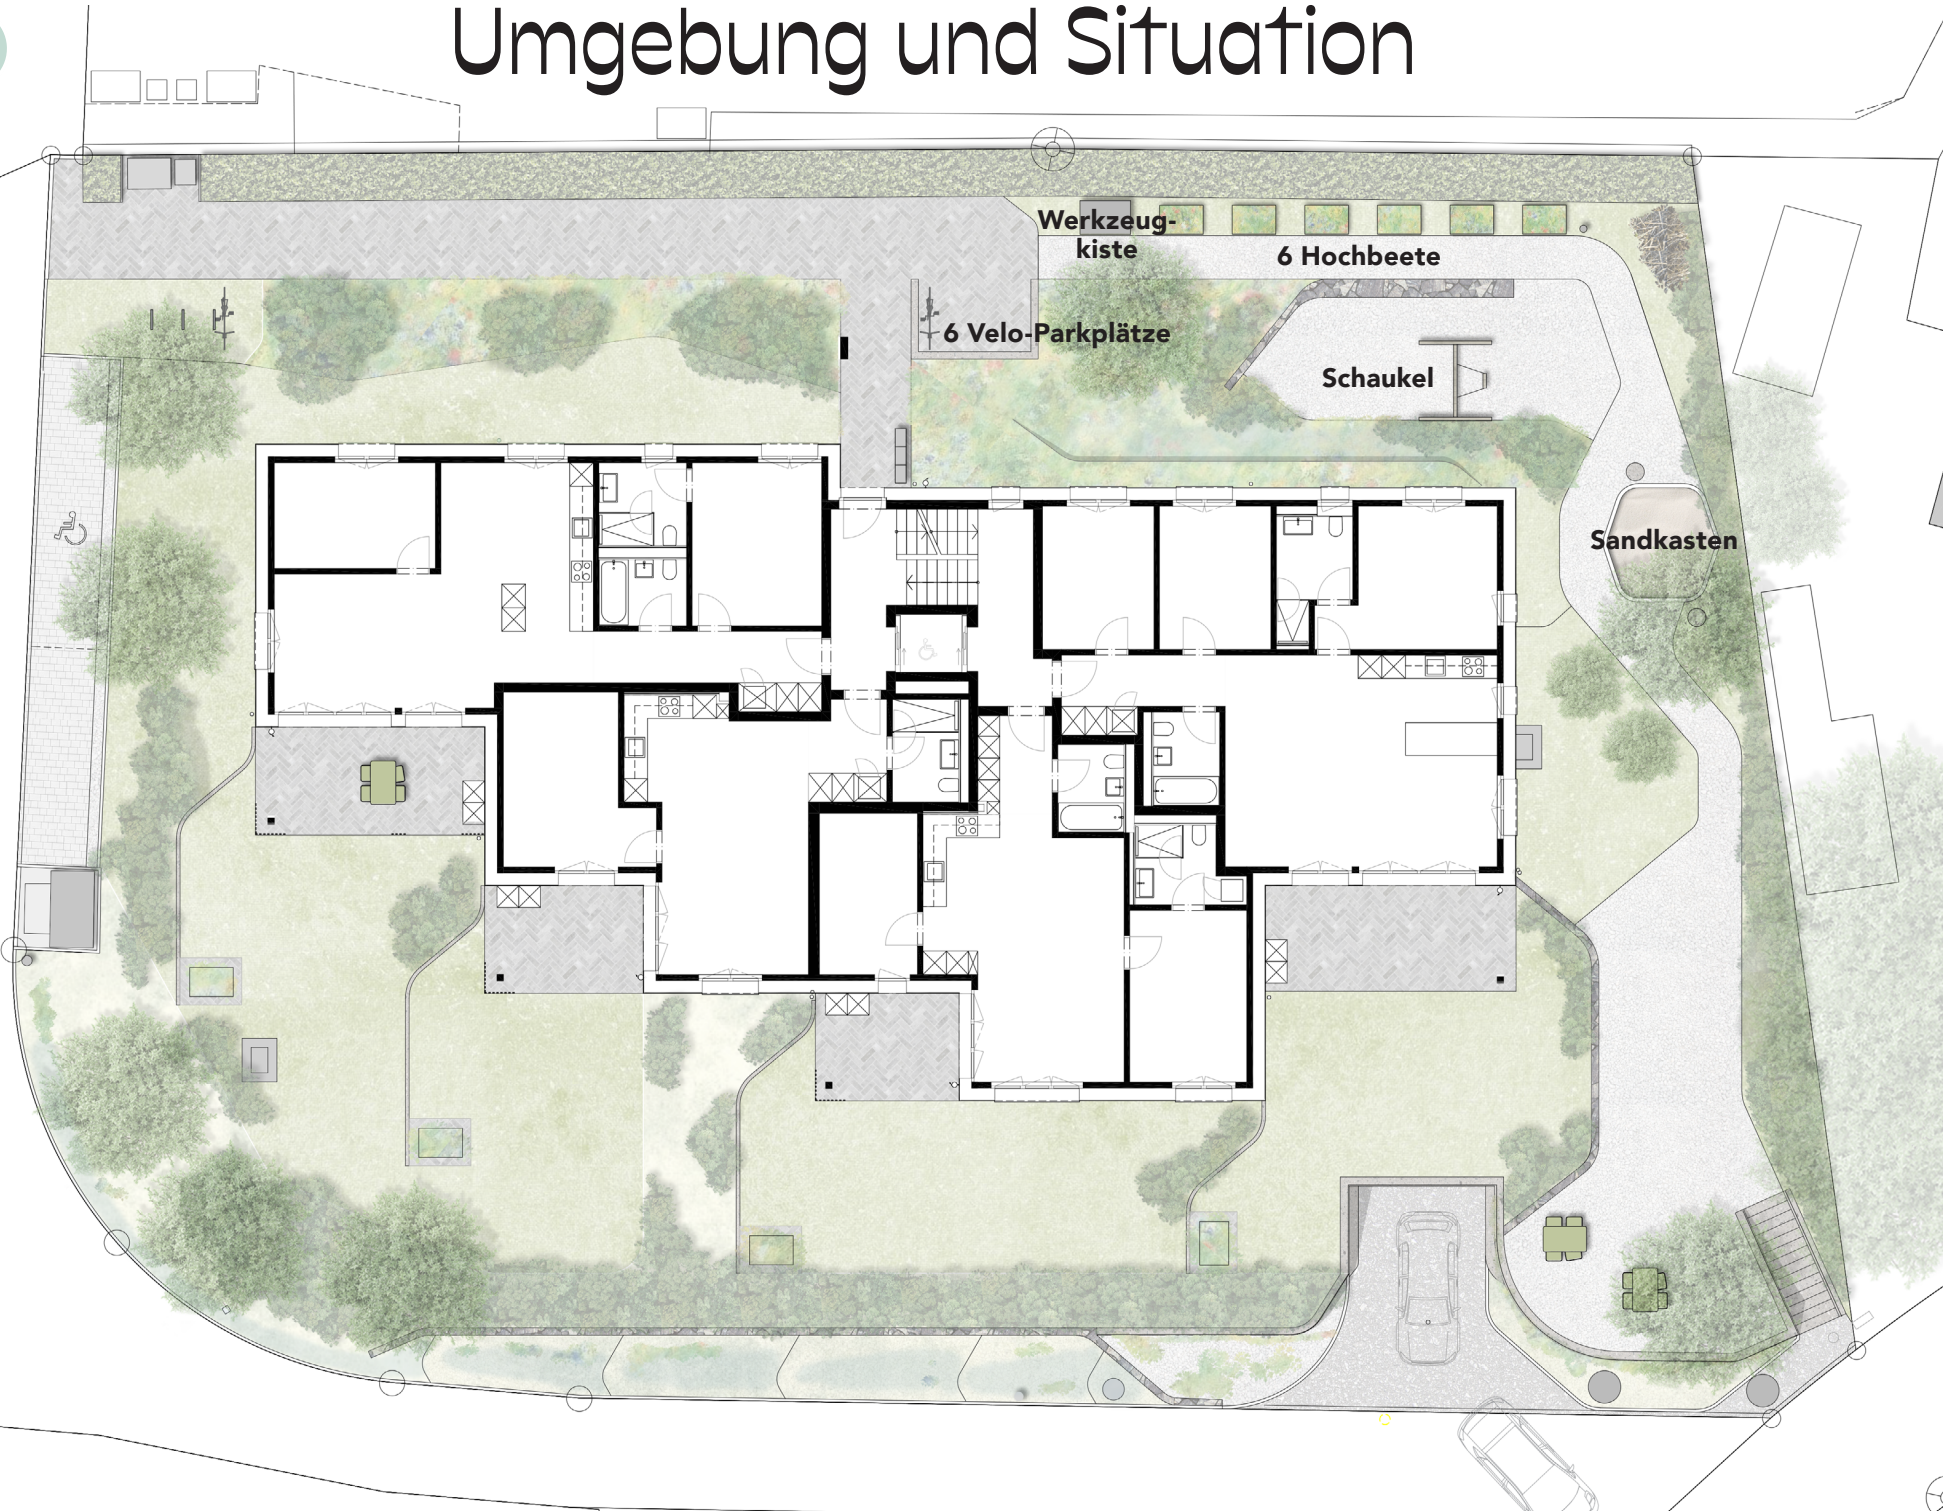 Umgebung und Situation
Werkzeug-
kiste
6 Hochbeete
6 Velo-Parkplätze
Schaukel
Sandkasten